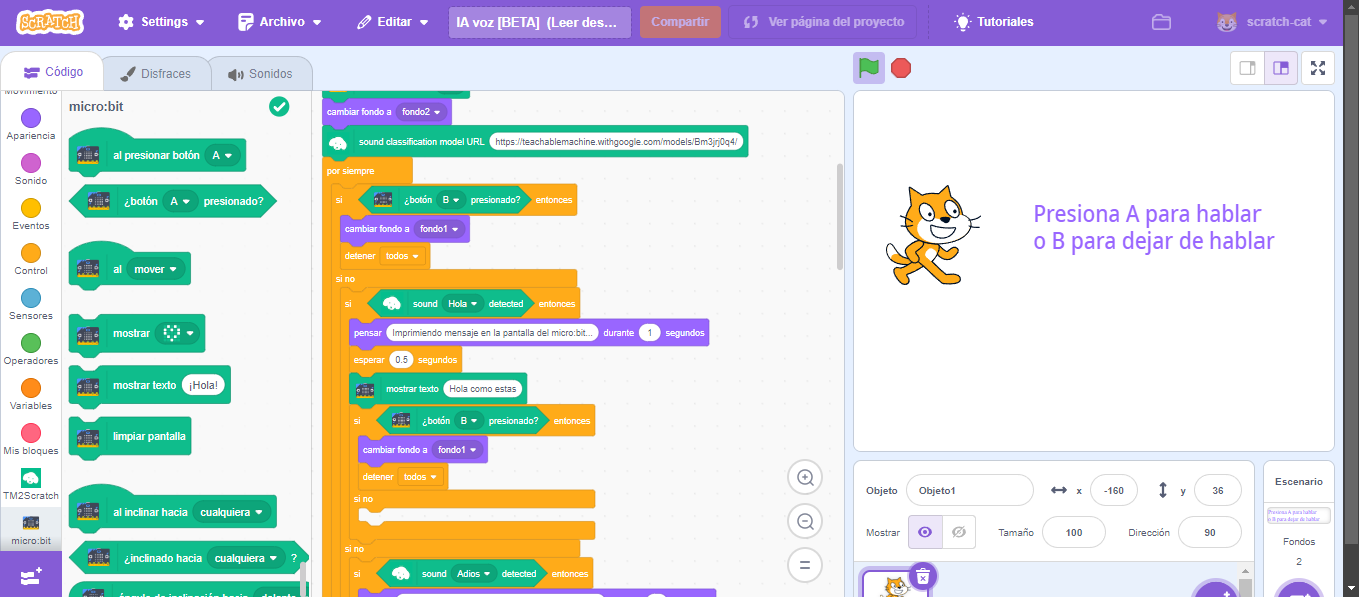 SCRATCH
Settings
Archivo
Editar
IA voz [BETA] (Leer des...
Compartir
Ver página del proyecto
Tutoriales
scratch-cat
Código
Disfraces
Sonidos
Movimiento
Apariencia
Sonido
Eventos
Control
Sensores
Operadores
Variables
Mis bloques
TM2Scratch
micro:bit
micro:bit
al presionar botón A
¿botón A presionado?
al mover
mostrar
mostrar texto ¡Hola!
limpiar pantalla
al inclinar hacia cualquiera
¿inclinado hacia cualquiera ?
ángulo de inclinación hacia delante
cambiar fondo a fondo2
sound classification model URL https://teachablemachine.withgoogle.com/models/Bm3jrj0q4/
por siempre
si ¿botón B presionado? entonces
cambiar fondo a fondo1
detener todos
si no
si sound Hola detected entonces
pensar Imprimiendo mensaje en la pantalla del micro:bit... durante 1 segundos
esperar 0.5 segundos
mostrar texto Hola como estas
si ¿botón B presionado? entonces
cambiar fondo a fondo1
detener todos
si no
si no
si sound Adios detected entonces
Presiona A para hablar
o B para dejar de hablar
Objeto Objeto1 x -160 y 36
Mostrar Tamaño 100 Dirección 90
Escenario
Presiona A para hablar
o B para dejar de hablar
Fondos
2